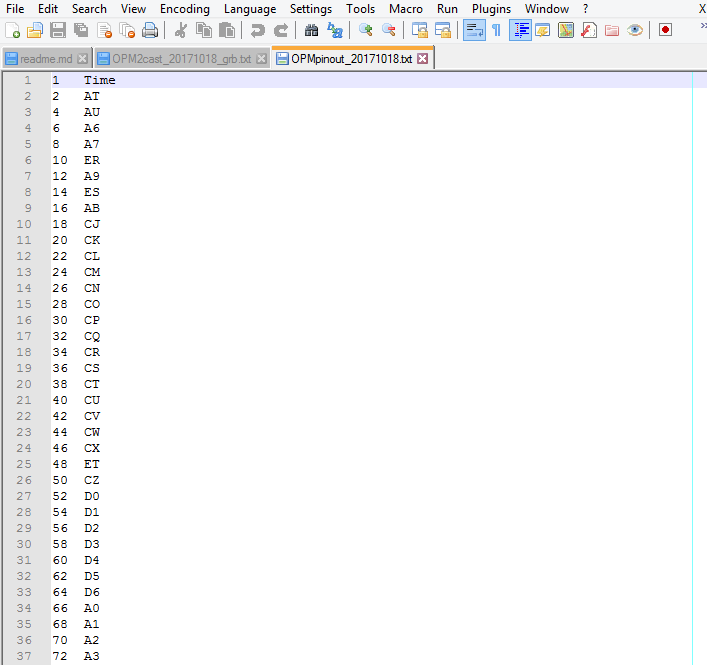 File Edit Search View Encoding Language Settings Tools Macro Run Plugins Window ? X
readme.md OPM2cast_20171018_grb.txt OPMpinout_20171018.txt
1 1 Time
2 2 AT
3 4 AU
4 6 A6
5 8 A7
6 10 ER
7 12 A9
8 14 ES
9 16 AB
10 18 CJ
11 20 CK
12 22 CL
13 24 CM
14 26 CN
15 28 CO
16 30 CP
17 32 CQ
18 34 CR
19 36 CS
20 38 CT
21 40 CU
22 42 CV
23 44 CW
24 46 CX
25 48 ET
26 50 CZ
27 52 D0
28 54 D1
29 56 D2
30 58 D3
31 60 D4
32 62 D5
33 64 D6
34 66 A0
35 68 A1
36 70 A2
37 72 A3